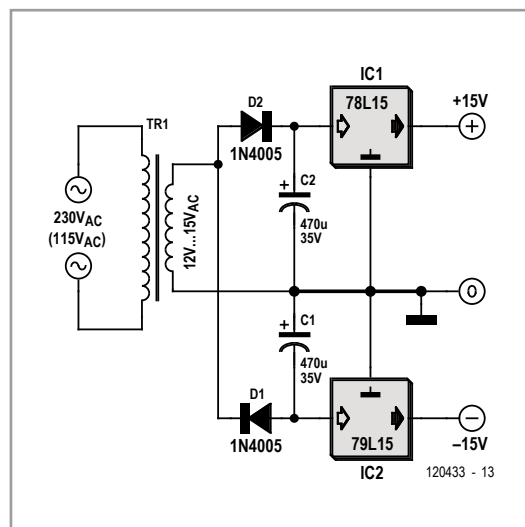 IC1
D2
78L15
+15V
TR1
1N4005
+
C2
230VAC
(115VAC)
12V...15VAC
470u
35V
0
+
C1
470u
35V
D1
1N4005
79L15
–15V
IC2
120433 - 13